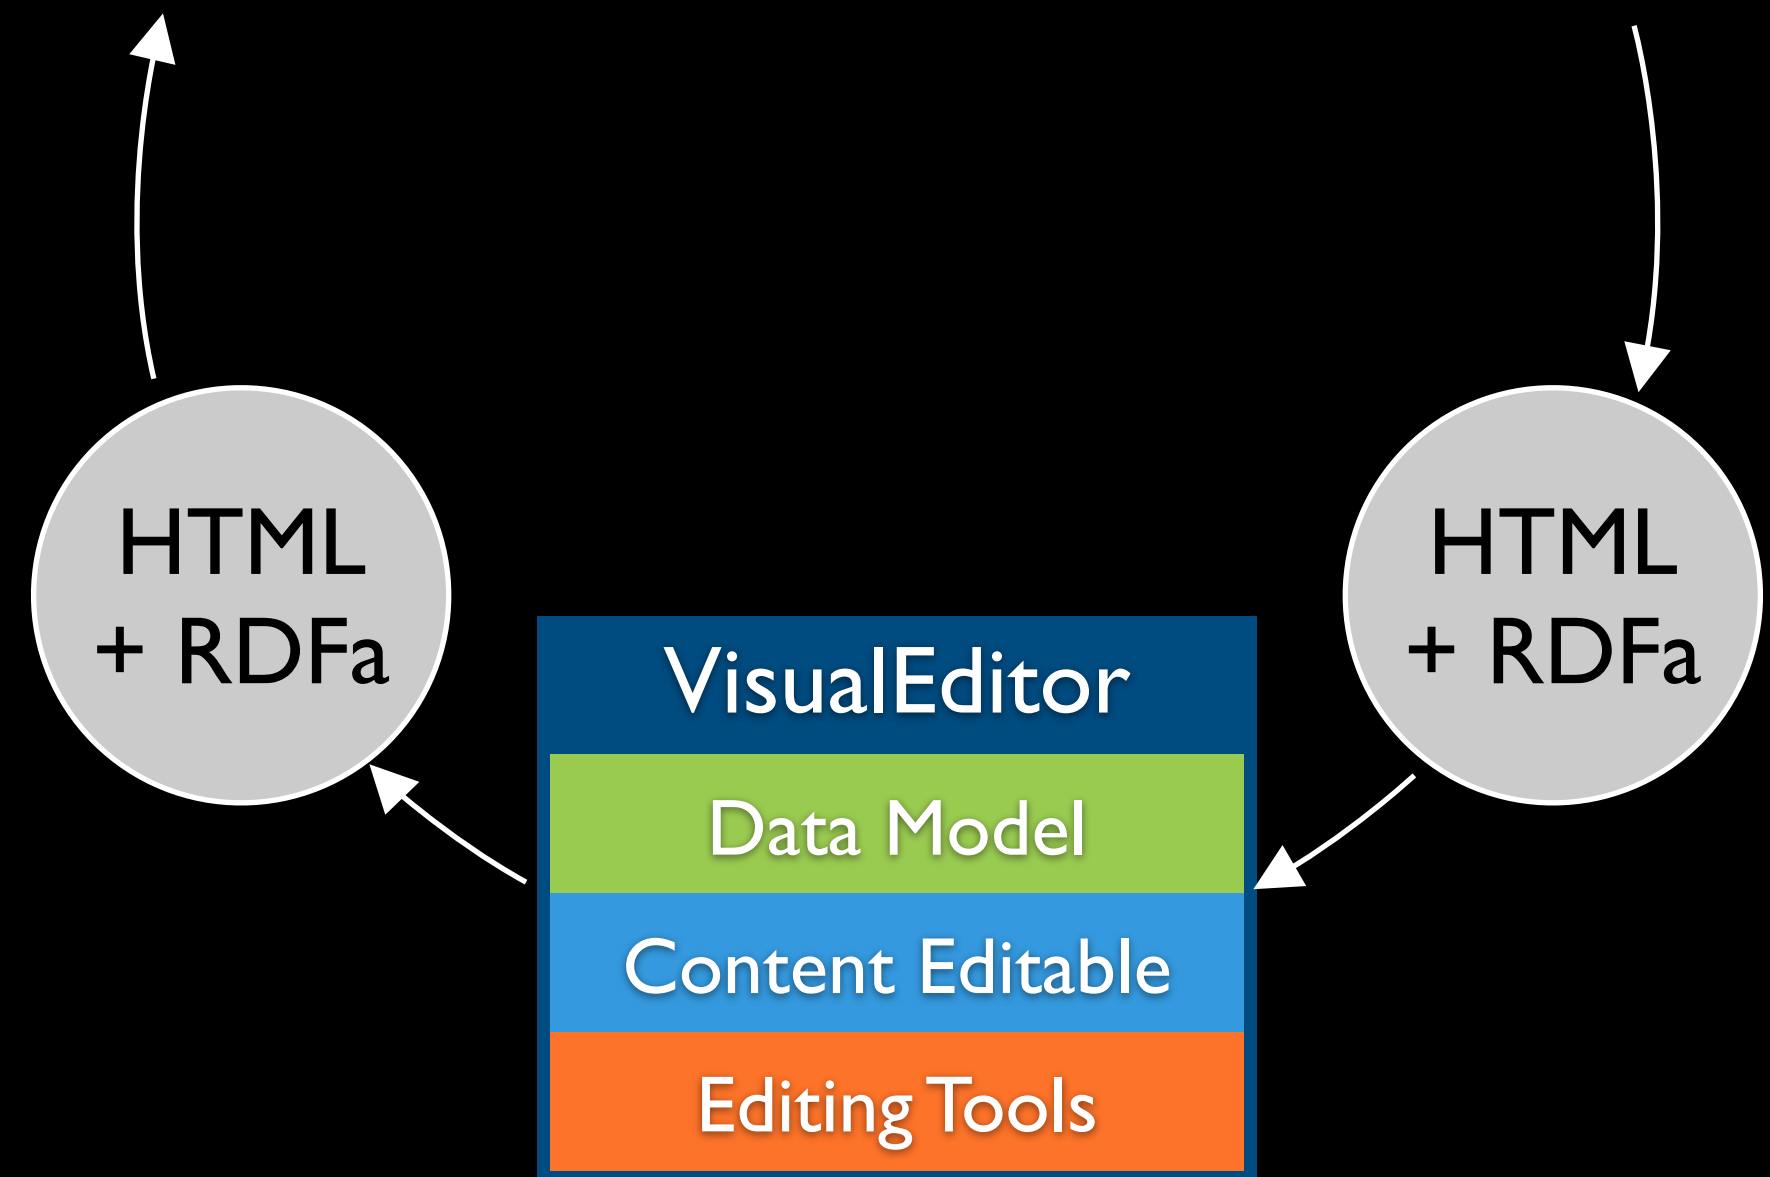 HTML
+ RDFa
HTML
+ RDFa
VisualEditor
Data Model
Content Editable
Editing Tools